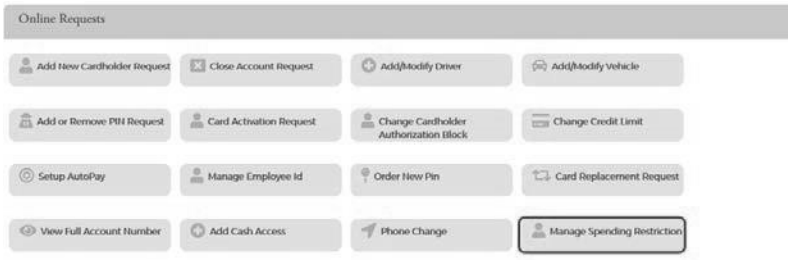 Online Requests
Add New Cardholder Request
Close Account Request
Add/Modify Driver
Add/Modify Vehicle
Add or Remove PIN Request
Card Activation Request
Change Cardholder
Authorization Block
Change Credit Limit
Setup AutoPay
Manage Employee Id
Order New Pin
Card Replacement Request
View Full Account Number
Add Cash Access
Phone Change
Manage Spending Restriction